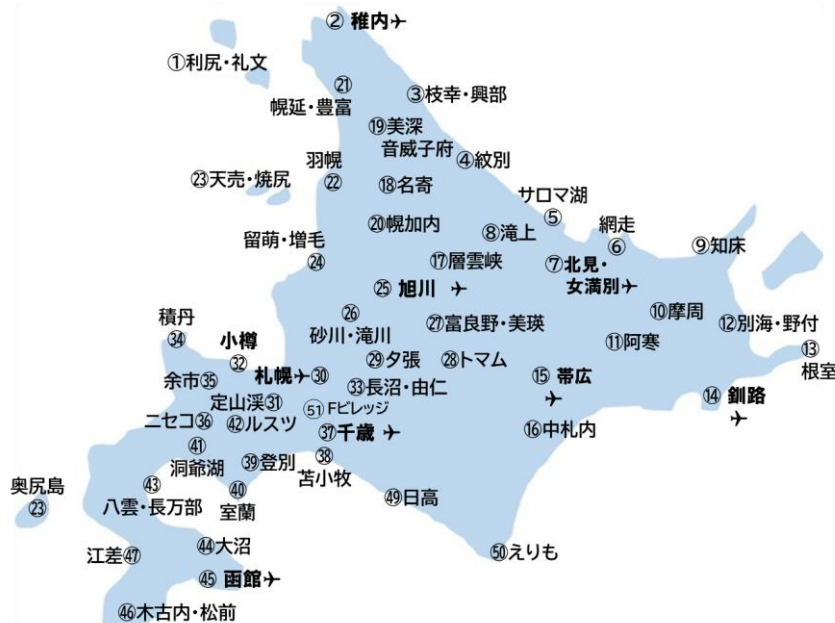 ②稚内✈
①利尻・礼文
㉑
幌延・豊富
③枝幸・興部
⑲美深
音威子府
④紋別
羽幌
㉒
㉓天売・焼尻
⑱名寄
サロマ湖
⑤
⑳幌加内
⑧滝上
網走
⑥
⑨知床
留萌・増毛
㉔
⑰層雲峡
⑦北見・
女満別✈
㉕旭川✈
㉖
砂川・滝川
㉗富良野・美瑛
⑩摩周
⑫別海・野付
積丹
㉞
小樽
㉜
⑪阿寒
⑬
根室
㉙夕張
㉘トマム
札幌✈㉚
余市㉟
㉝長沼・由仁
⑮帯広
✈
⑭釧路
✈
定山渓㉛
51Fビレッジ
ニセコ㊱
㊷ルスツ
㊲千歳✈
⑯中札内
㊶
洞爺湖
㊴登別
㊳
苫小牧
奥尻島
㉓
㊸
八雲・長万部
㊵
室蘭
㊾日高
江差㊼
㊹大沼
㊿えりも
㊺函館✈
㊻木古内・松前